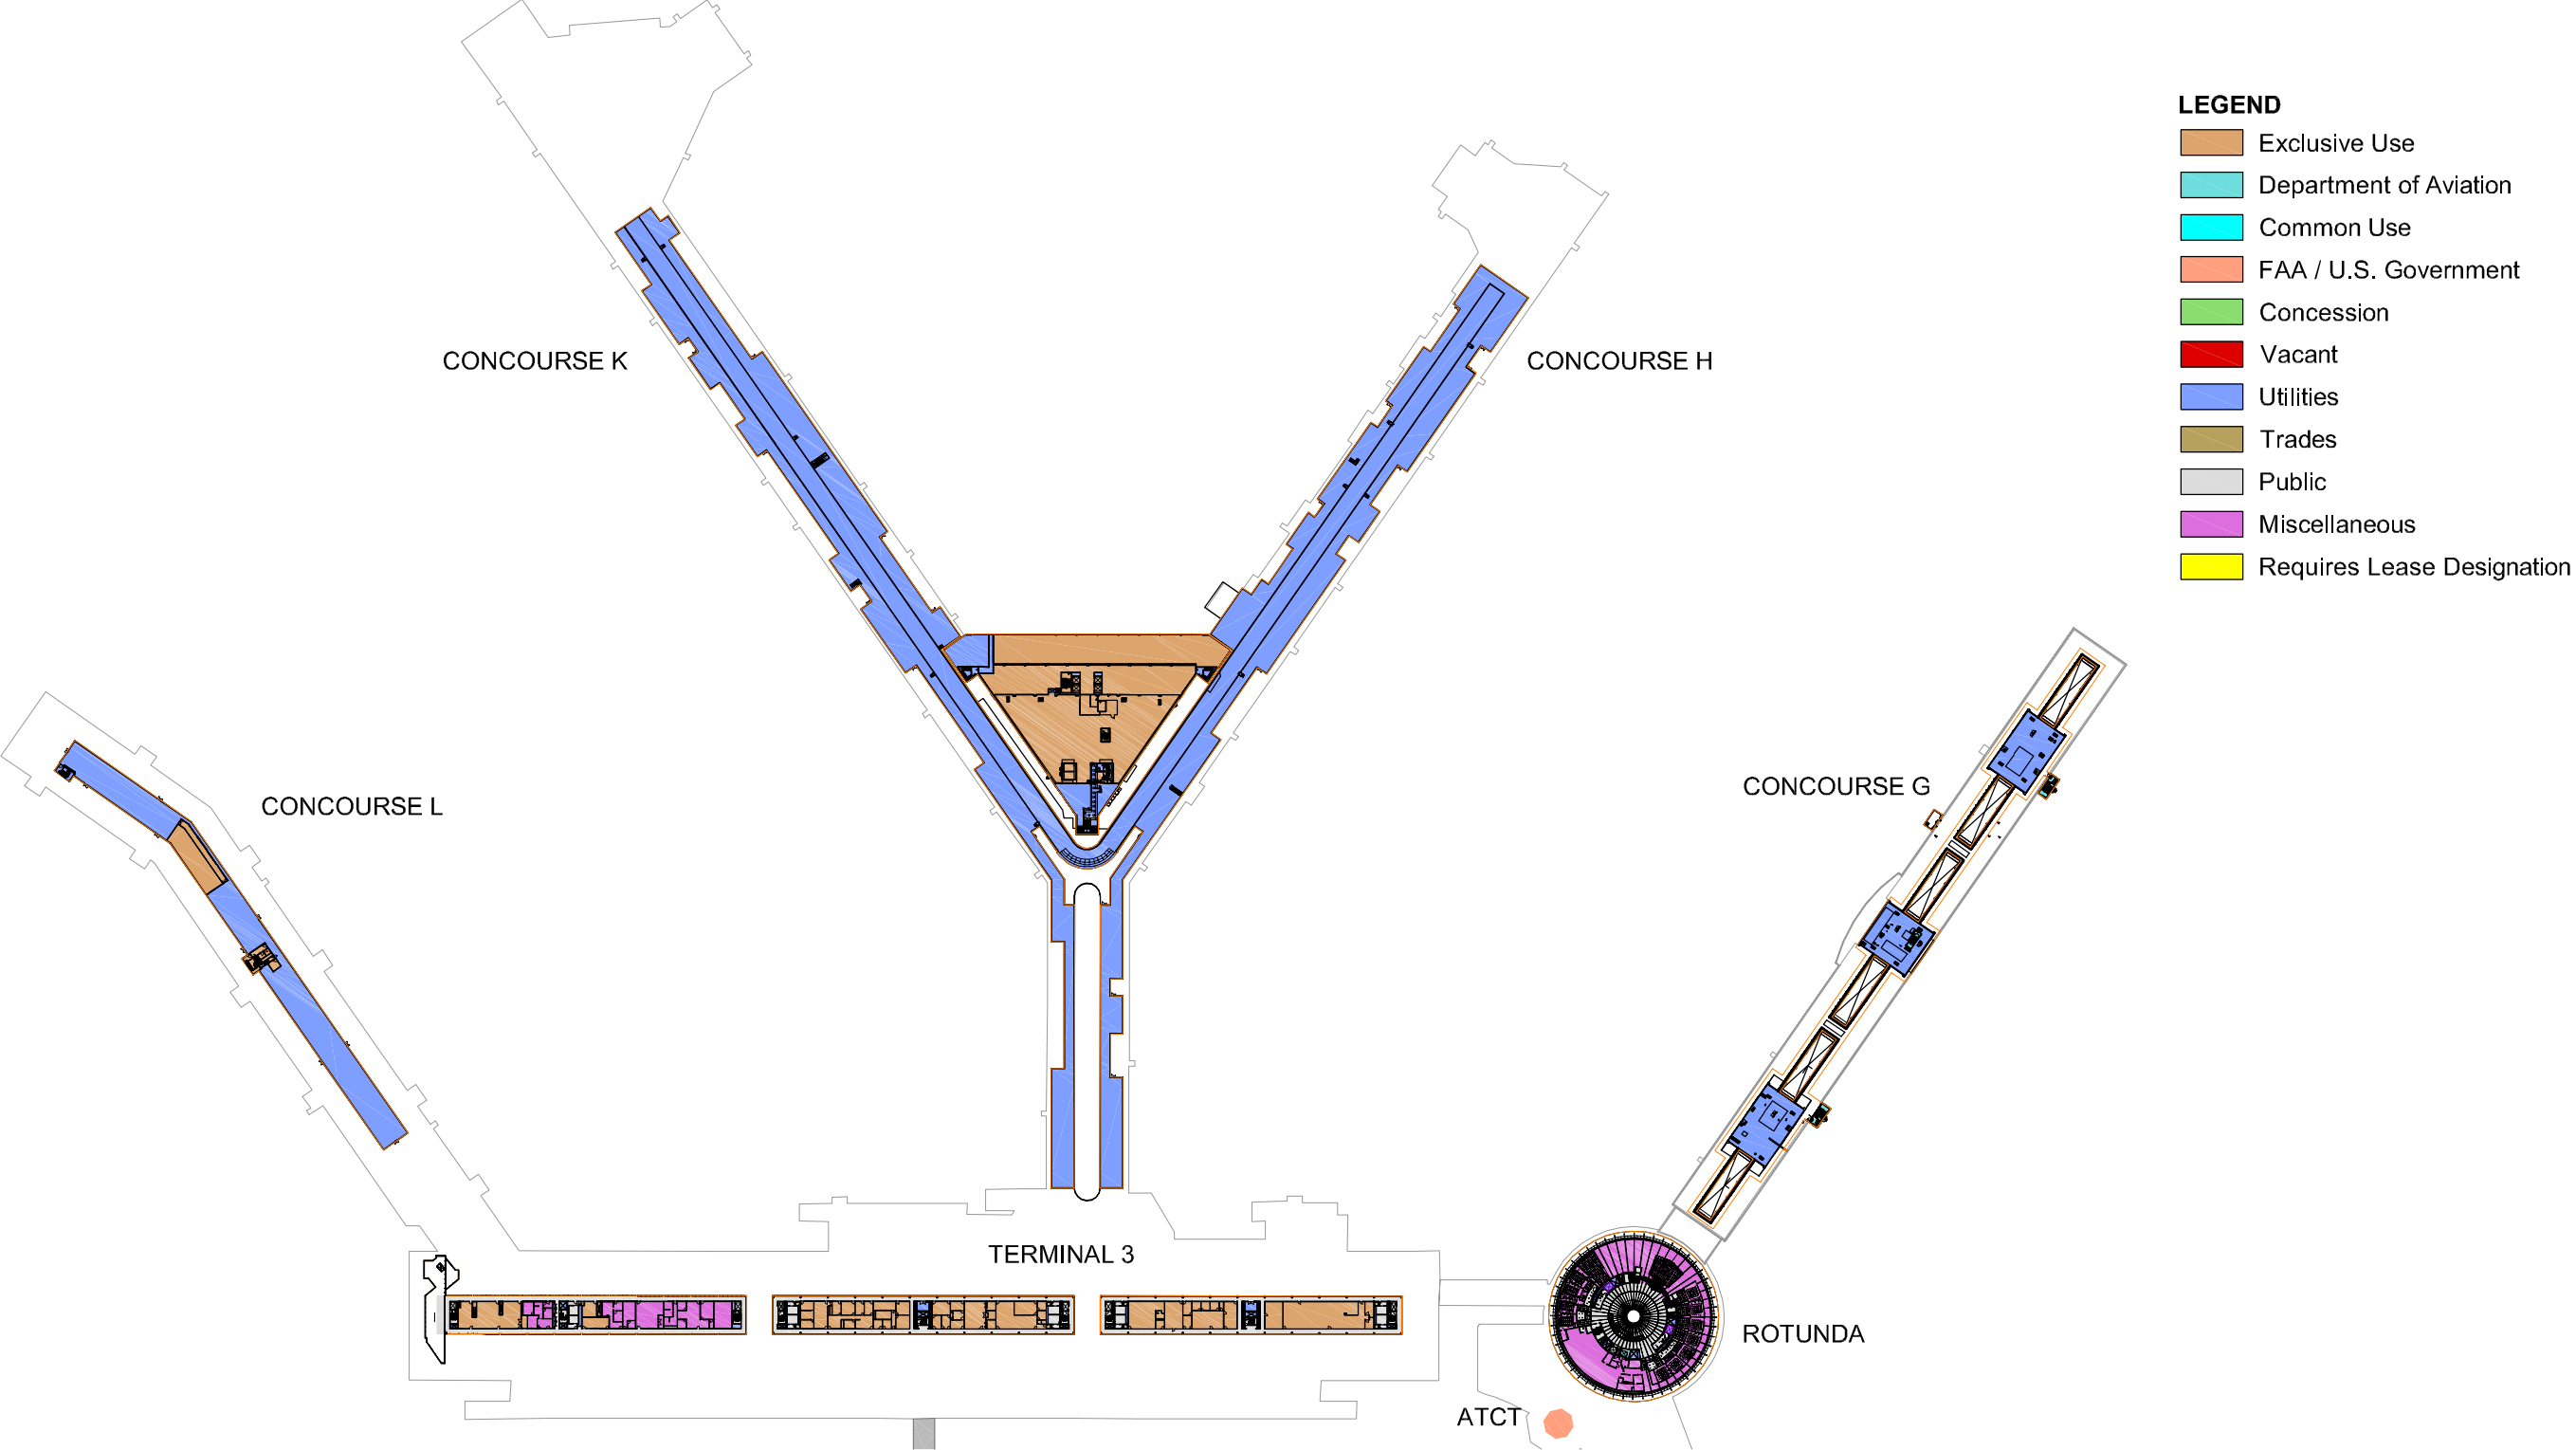 LEGEND
Exclusive Use
Department of Aviation
Common Use
FAA / U.S. Government
Concession
Vacant
Utilities
Trades
Public
Miscellaneous
Requires Lease Designation
CONCOURSE K
CONCOURSE H
CONCOURSE L
CONCOURSE G
TERMINAL 3
ROTUNDA
ATCT